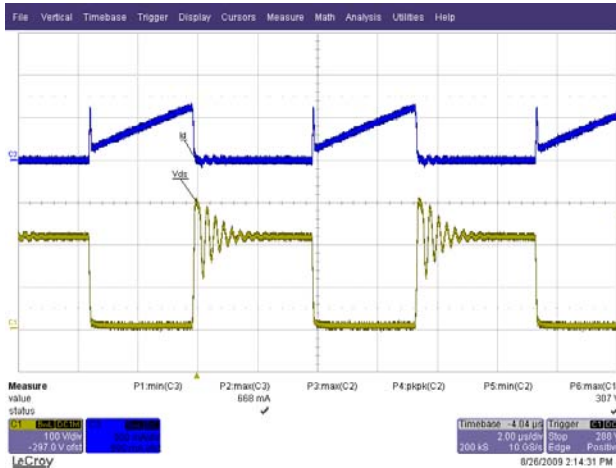 File Vertical Timebase Trigger Display Cursors Measure Math Analysis Utilities Help
Id
Vds
Measure P1:min(C3) P2:max(C3) P3:max(C2) P4:pkpk(C2) P5:min(C2) P6:max(C1
value 668 mA 307 V
status
C1
100 V/div
-297.0 V ofst
Timebase -4.04 µs
2.00 µs/div
200 kS 10 GS/s
Trigger C1 DC
Stop 288 V
Edge Positive
LeCroy
8/26/2009 2:14:31 PM